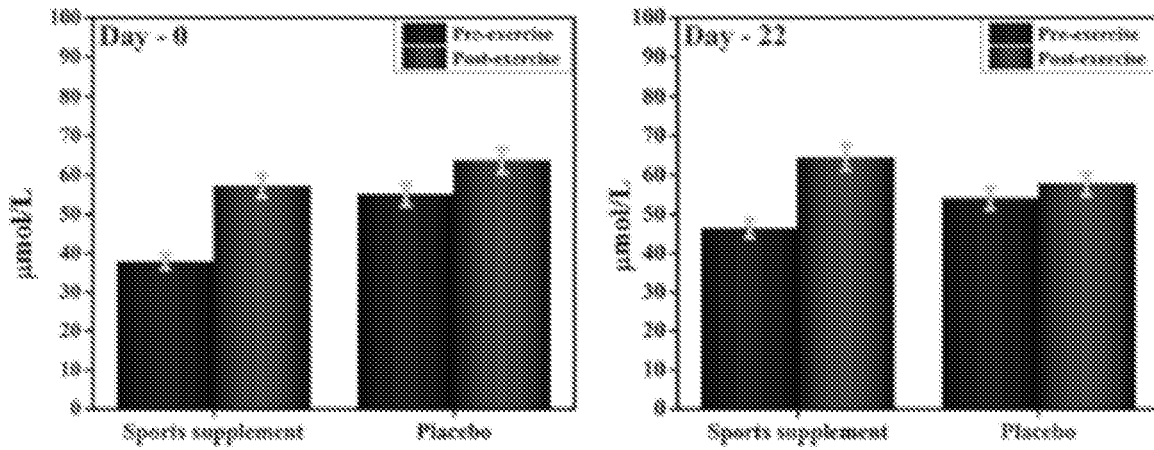 Day - 0
Pre-exercise
Post-exercise
100
90
80
70
60
50
40
30
20
10
0
µmol/L
Sports supplement
Placebo
Day - 22
Pre-exercise
Post-exercise
100
90
80
70
60
50
40
30
20
10
0
µmol/L
Sports supplement
Placebo